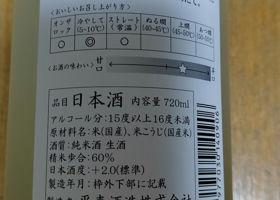 〈おいしいお召し上がり方〉
オンザロック 冷やして(5~10℃) ストレート(常温) ぬる燗(40~45℃) 上燗(45~50℃) あつ燗(50~55℃)
○ ◎ ○
〈お酒の味わい〉 甘口 ★ 辛口
品目 日本酒 内容量 720ml
アルコール分:15度以上16度未満
原材料名:米(国産)、米こうじ(国産米)
酒質:純米酒 生酒
精米歩合:60%
日本酒度:+2.0(標準)
製造年月:枠外下部に記載